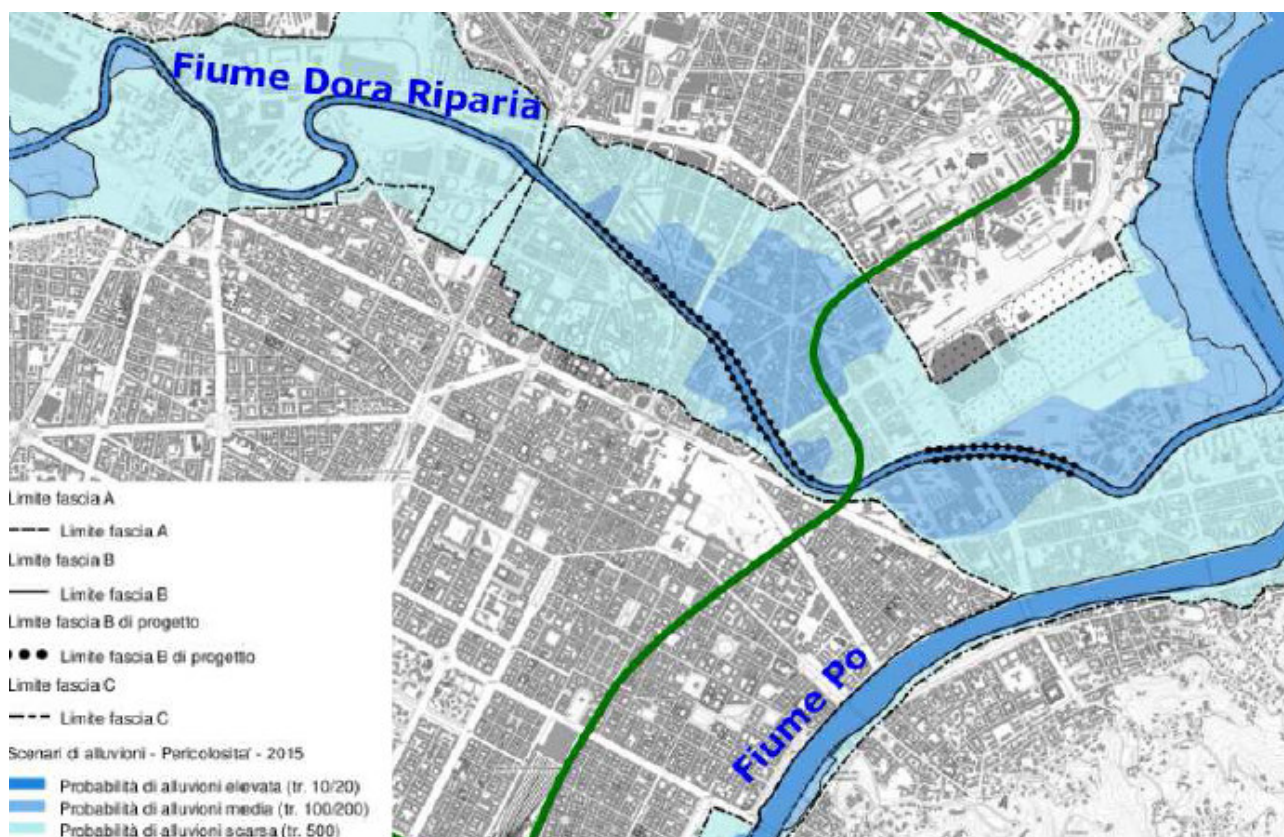 Fiume Dora Riparia
Fiume Po
Limite fascia A
Limite fascia A
Limite fascia B
Limite fascia B
Limite fascia B di progetto
Limite fascia B di progetto
Limite fascia C
Limite fascia C
Scenari di alluvioni - Pericolosita' - 2015
Probabilità di alluvioni elevata (tr. 10/20)
Probabilità di alluvioni media (tr. 100/200)
Probabilità di alluvioni scarsa (tr. 500)